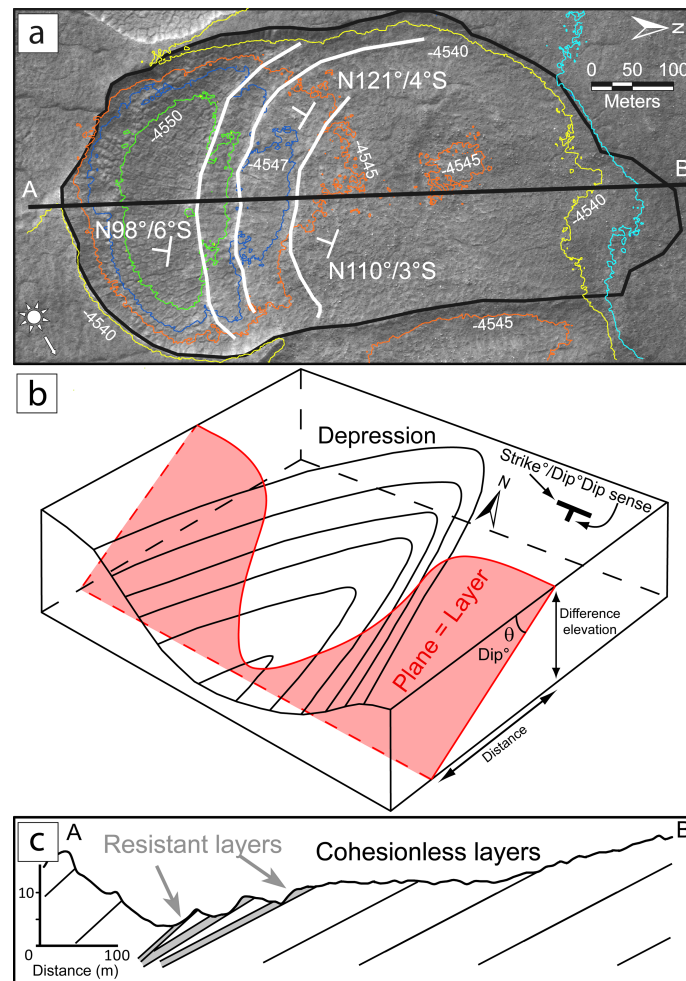 a
N
-4540
N121°/4°S
0 50 100
Meters
-4550
-4545
-4547
-4545
A
B
N98°/6°S
-4540
N110°/3°S
-4540
-4545
b
Depression
Strike°/Dip°Dip sense
N
Plane = Layer
θ
Dip°
Difference
elevation
Distance
c
A
B
Resistant layers
Cohesionless layers
10
0
0 100
Distance (m)